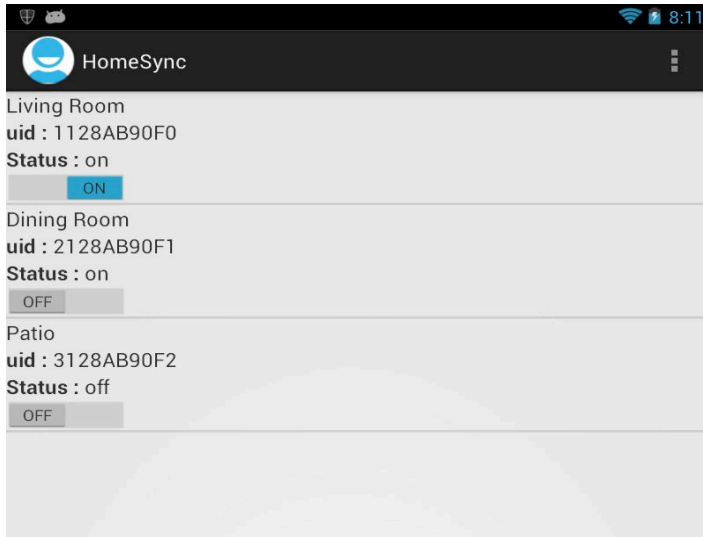 8:11
HomeSync
Living Room
uid : 1128AB90F0
Status : on
ON
Dining Room
uid : 2128AB90F1
Status : on
OFF
Patio
uid : 3128AB90F2
Status : off
OFF